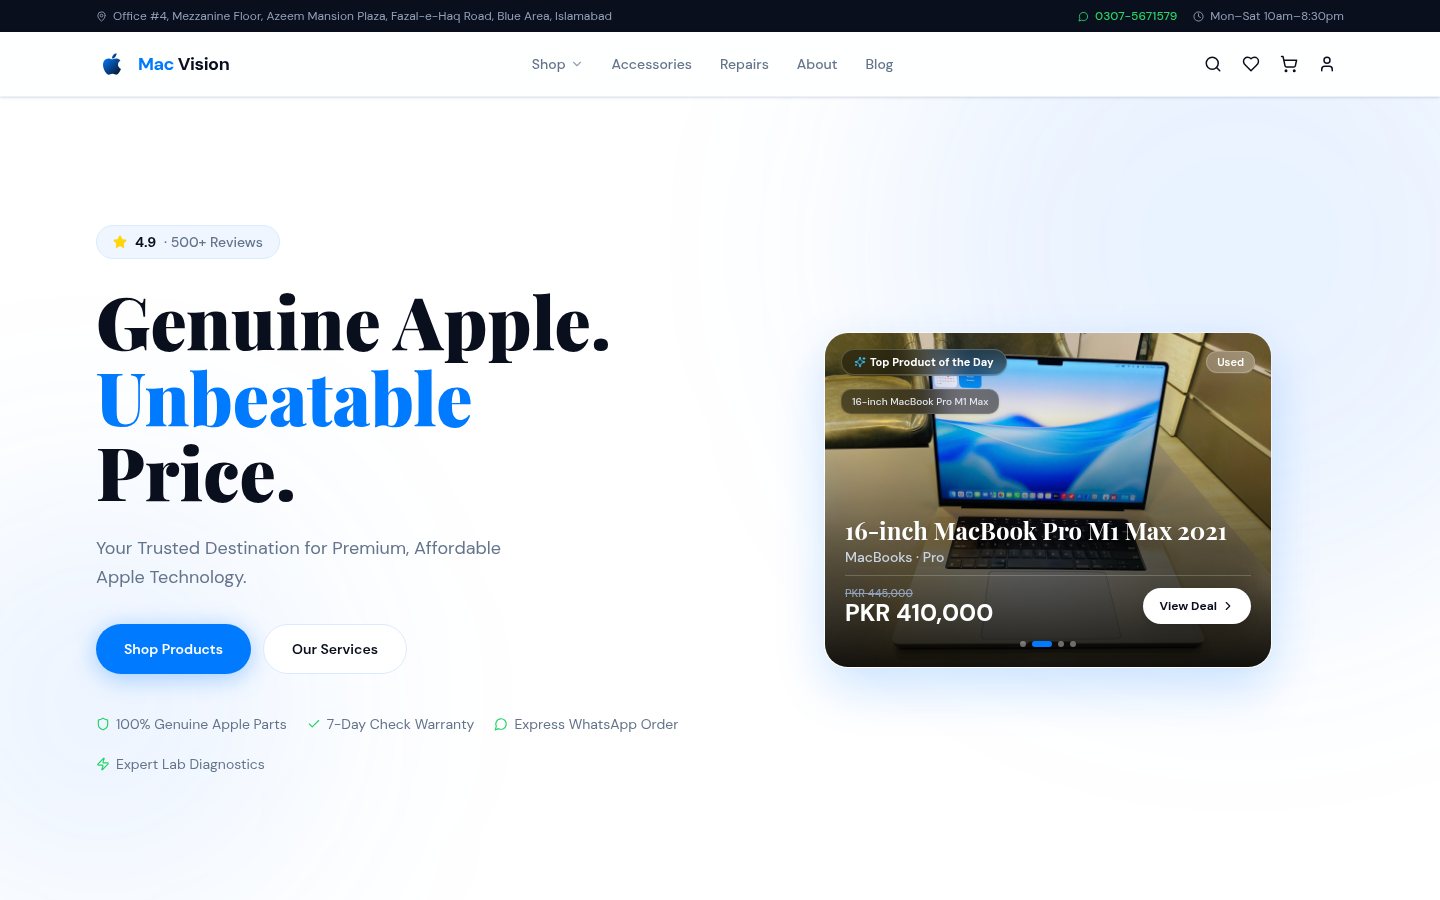 Office #4, Mezzanine Floor, Azeem Mansion Plaza, Fazal-e-Haq Road, Blue Area, Islamabad
0307-5671579
Mon–Sat 10am–8:30pm
Mac Vision
Shop
Accessories
Repairs
About
Blog
4.9 · 500+ Reviews
Genuine Apple.
Unbeatable
Price.
Your Trusted Destination for Premium, Affordable
Apple Technology.
Shop Products
Our Services
100% Genuine Apple Parts
7-Day Check Warranty
Express WhatsApp Order
Expert Lab Diagnostics
Top Product of the Day
Used
16-inch MacBook Pro M1 Max
16-inch MacBook Pro M1 Max 2021
MacBooks · Pro
PKR 445,000
PKR 410,000
View Deal